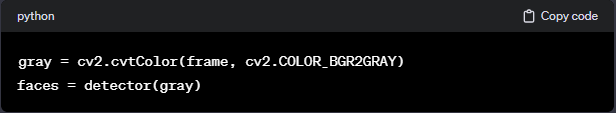 python
Copy code
gray = cv2.cvtColor(frame, cv2.COLOR_BGR2GRAY)
faces = detector(gray)